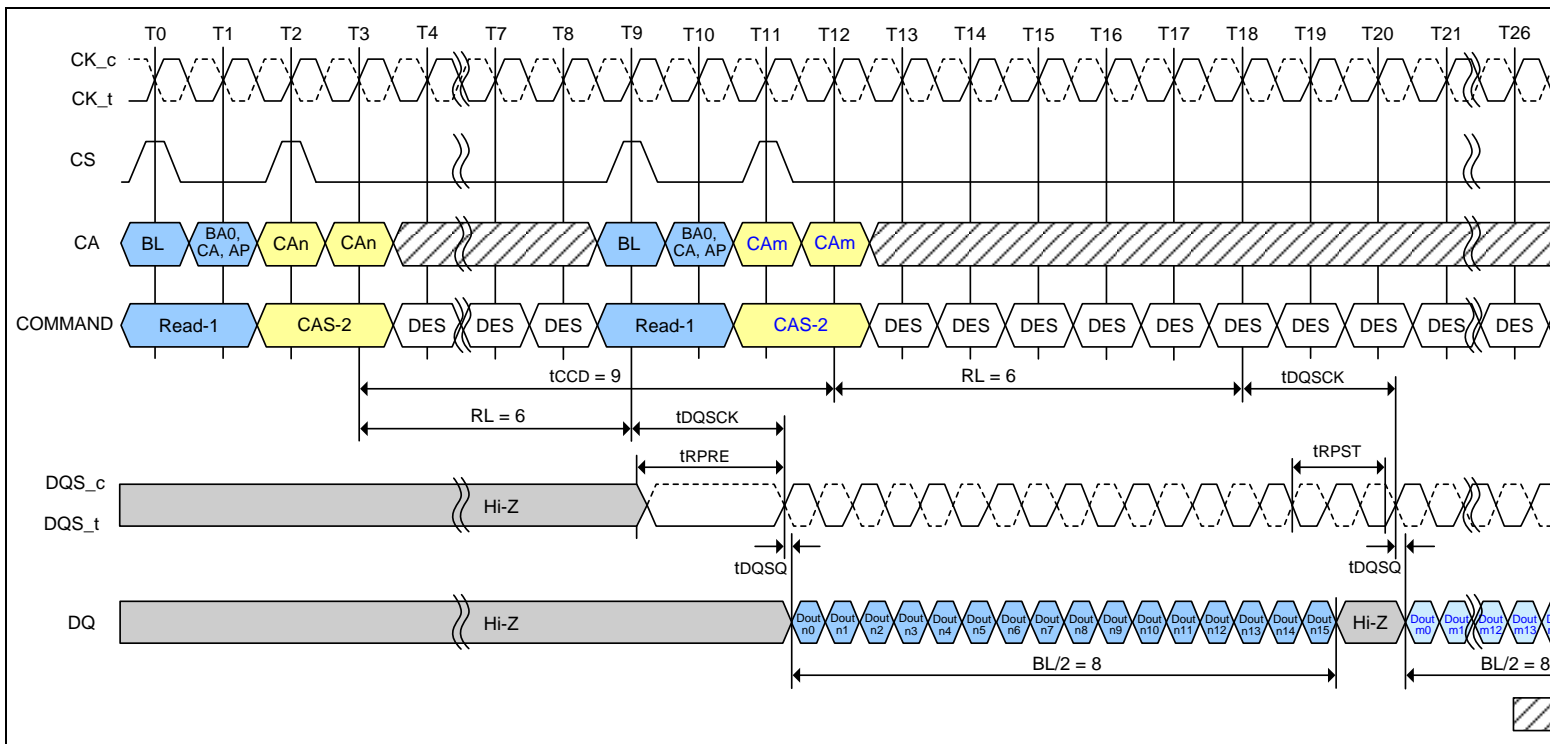 T0 T1 T2 T3 T4 T7 T8 T9 T10 T11 T12 T13 T14 T15 T16 T17 T18 T19 T20 T21 T26
CK_c
CK_t
CS
CA BL BA0, CA, AP CAn CAn BL BA0, CA, AP CAm CAm
COMMAND Read-1 CAS-2 DES DES DES Read-1 CAS-2 DES DES DES DES DES DES DES DES DES DES
tCCD = 9 RL = 6 tDQSCK
RL = 6 tDQSCK
tRPRE tRPST
DQS_c
Hi-Z
DQS_t
tDQSQ tDQSQ
DQ Hi-Z Dout n0 Dout n1 Dout n2 Dout n3 Dout n4 Dout n5 Dout n6 Dout n7 Dout n8 Dout n9 Dout n10 Dout n11 Dout n12 Dout n13 Dout n14 Dout n15 Hi-Z Dout m0 Dout m1 Dout m12 Dout m13
BL/2 = 8 BL/2 = 8